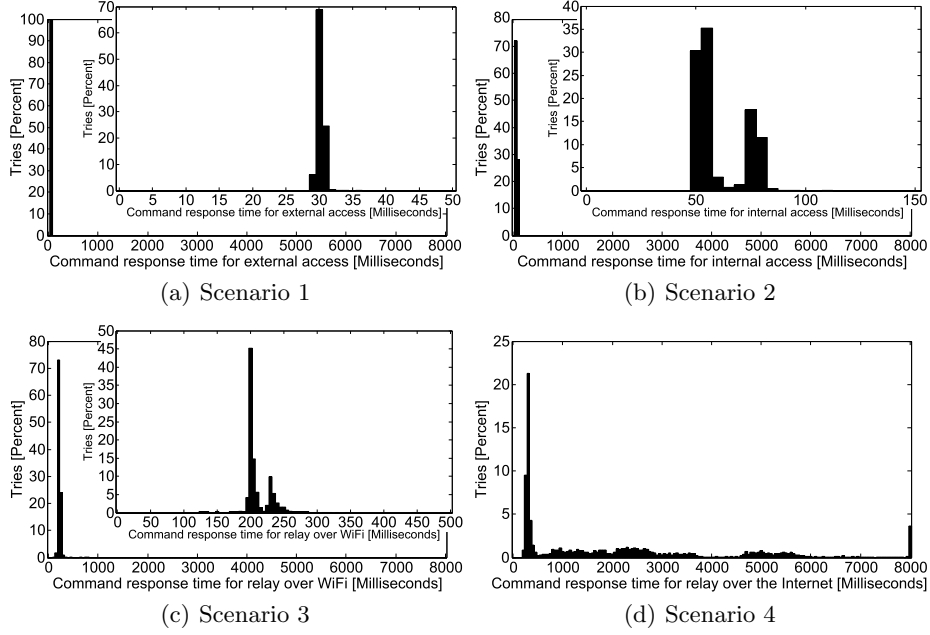 100
90
80
70
60
50
40
30
20
10
0
Tries [Percent]
0 1000 2000 3000 4000 5000 6000 7000 8000
Command response time for external access [Milliseconds]
70
60
50
40
30
20
10
0
Tries [Percent]
0 5 10 15 20 25 30 35 40 45 50
Command response time for external access [Milliseconds]
(a) Scenario 1
80
70
60
50
40
30
20
10
0
Tries [Percent]
0 1000 2000 3000 4000 5000 6000 7000 8000
Command response time for internal access [Milliseconds]
40
35
30
25
20
15
10
5
0
Tries [Percent]
0 50 100 150
Command response time for internal access [Milliseconds]
(b) Scenario 2
80
70
60
50
40
30
20
10
0
Tries [Percent]
0 1000 2000 3000 4000 5000 6000 7000 8000
Command response time for relay over WiFi [Milliseconds]
50
45
40
35
30
25
20
15
10
5
0
Tries [Percent]
0 50 100 150 200 250 300 350 400 450 500
Command response time for relay over WiFi [Milliseconds]
(c) Scenario 3
25
20
15
10
5
0
Tries [Percent]
0 1000 2000 3000 4000 5000 6000 7000 8000
Command response time for relay over the Internet [Milliseconds]
(d) Scenario 4